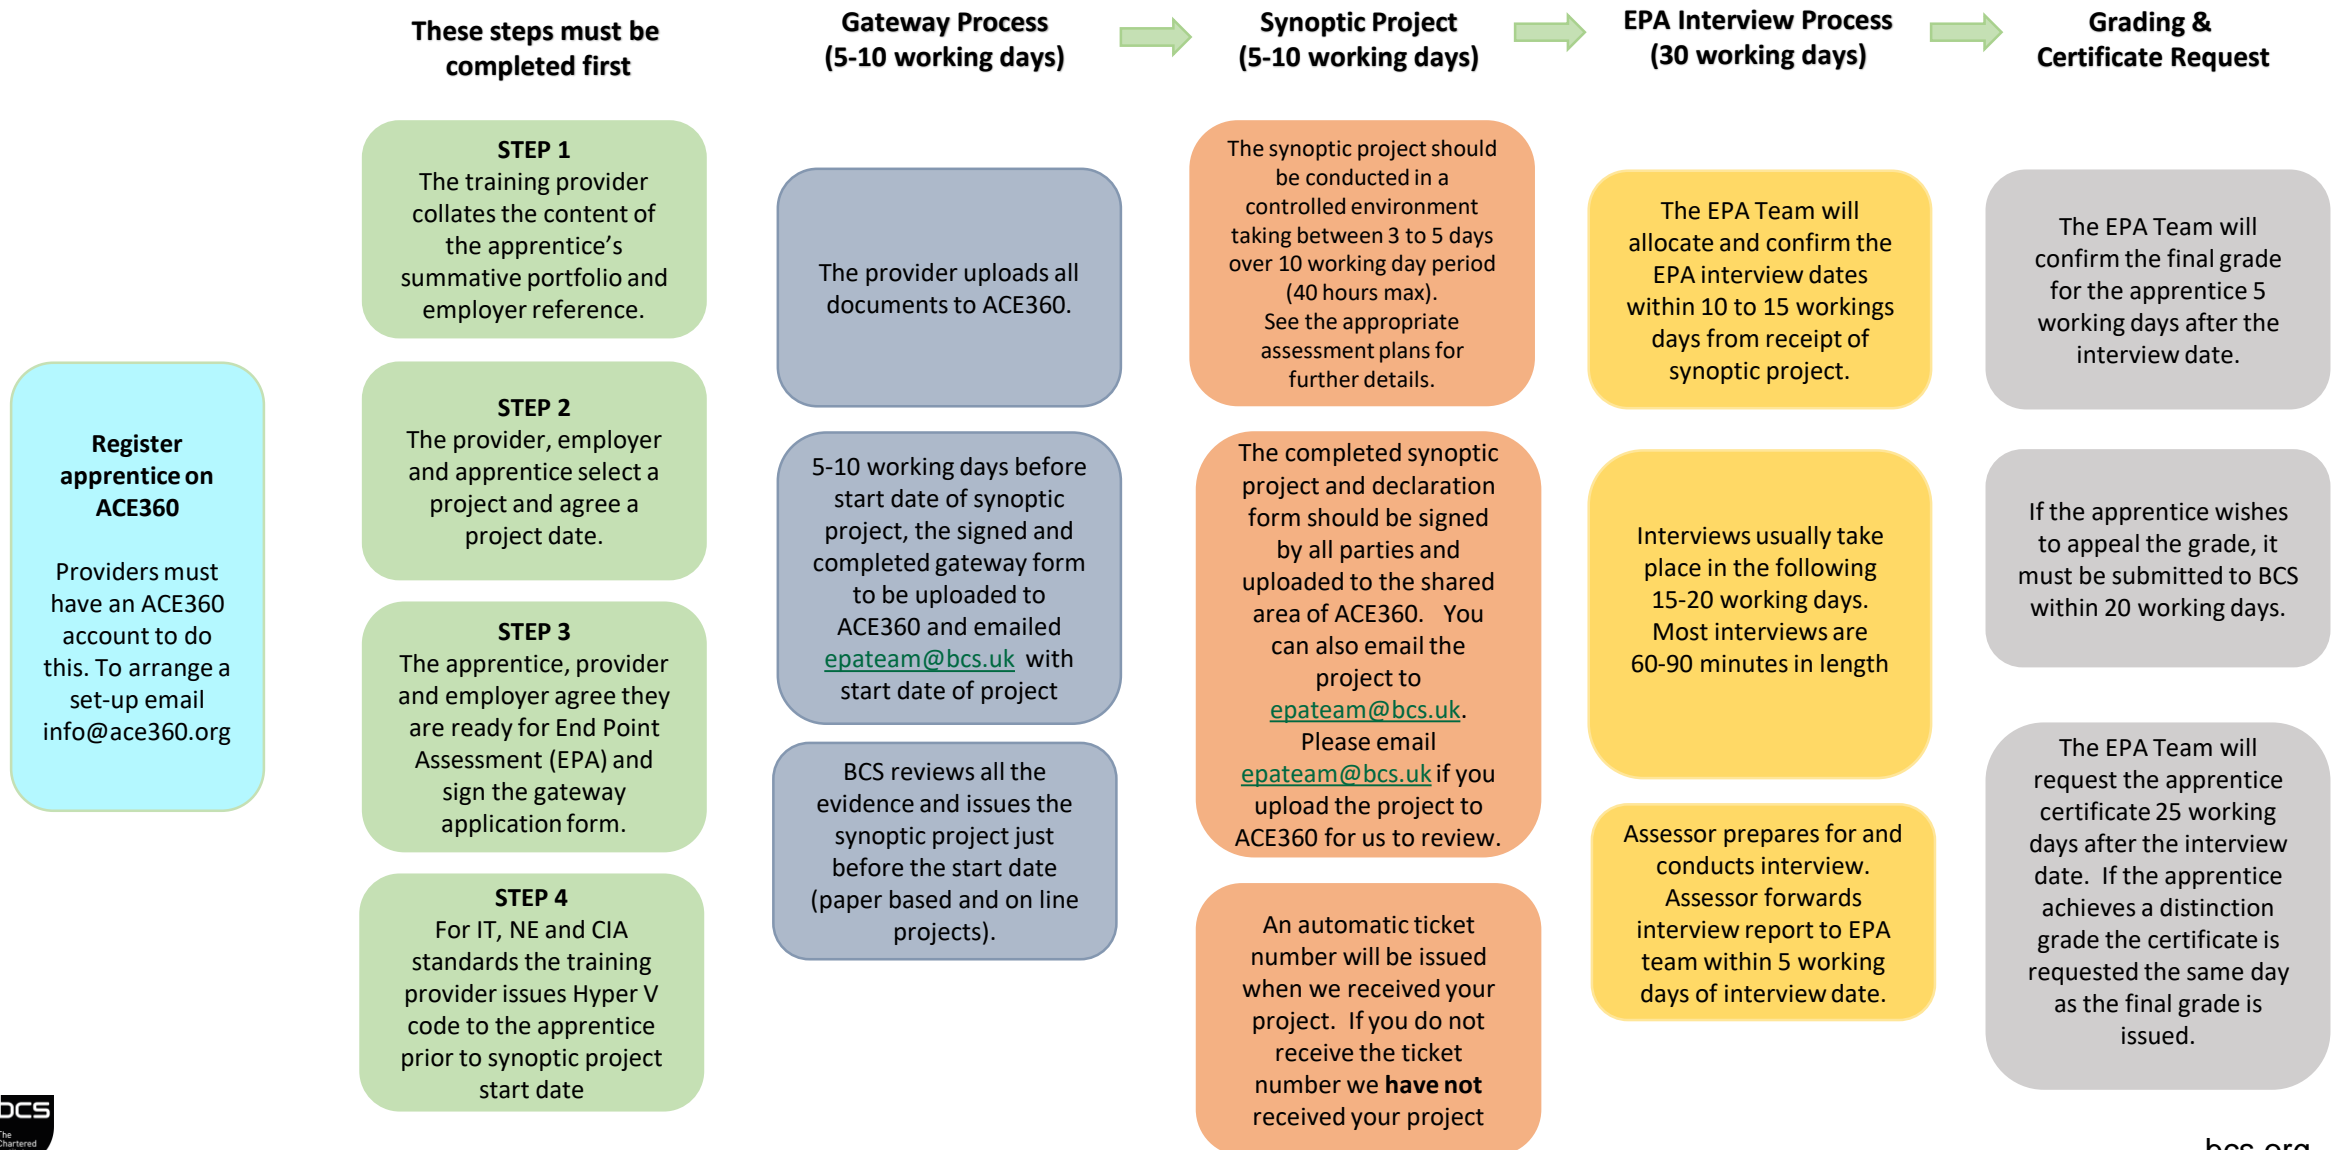 Register
apprentice on
ACE360
Providers must
have an ACE360
account to do
this. To arrange a
set-up email
info@ace360.org
These steps must be
completed first
STEP 1
The training provider
collates the content of
the apprentice’s
summative portfolio and
employer reference.
STEP 2
The provider, employer
and apprentice select a
project and agree a
project date.
STEP 3
The apprentice, provider
and employer agree they
are ready for End Point
Assessment (EPA) and
sign the gateway
application form.
STEP 4
For IT, NE and CIA
standards the training
provider issues Hyper V
code to the apprentice
prior to synoptic project
start date
Gateway Process
(5-10 working days)
The provider uploads all
documents to ACE360.
5-10 working days before
start date of synoptic
project, the signed and
completed gateway form
to be uploaded to
ACE360 and emailed
epateam@bcs.uk with
start date of project
BCS reviews all the
evidence and issues the
synoptic project just
before the start date
(paper based and on line
projects).
Synoptic Project
(5-10 working days)
The synoptic project should
be conducted in a
controlled environment
taking between 3 to 5 days
over 10 working day period
(40 hours max).
See the appropriate
assessment plans for
further details.
The completed synoptic
project and declaration
form should be signed
by all parties and
uploaded to the shared
area of ACE360. You
can also email the
project to
epateam@bcs.uk.
Please email
epateam@bcs.uk if you
upload the project to
ACE360 for us to review.
An automatic ticket
number will be issued
when we received your
project. If you do not
receive the ticket
number we have not
received your project
EPA Interview Process
(30 working days)
The EPA Team will
allocate and confirm the
EPA interview dates
within 10 to 15 workings
days from receipt of
synoptic project.
Interviews usually take
place in the following
15-20 working days.
Most interviews are
60-90 minutes in length
Assessor prepares for and
conducts interview.
Assessor forwards
interview report to EPA
team within 5 working
days of interview date.
Grading &
Certificate Request
The EPA Team will
confirm the final grade
for the apprentice 5
working days after the
interview date.
If the apprentice wishes
to appeal the grade, it
must be submitted to BCS
within 20 working days.
The EPA Team will
request the apprentice
certificate 25 working
days after the interview
date. If the apprentice
achieves a distinction
grade the certificate is
requested the same day
as the final grade is
issued.
bcs
The
Chartered
bcs.org